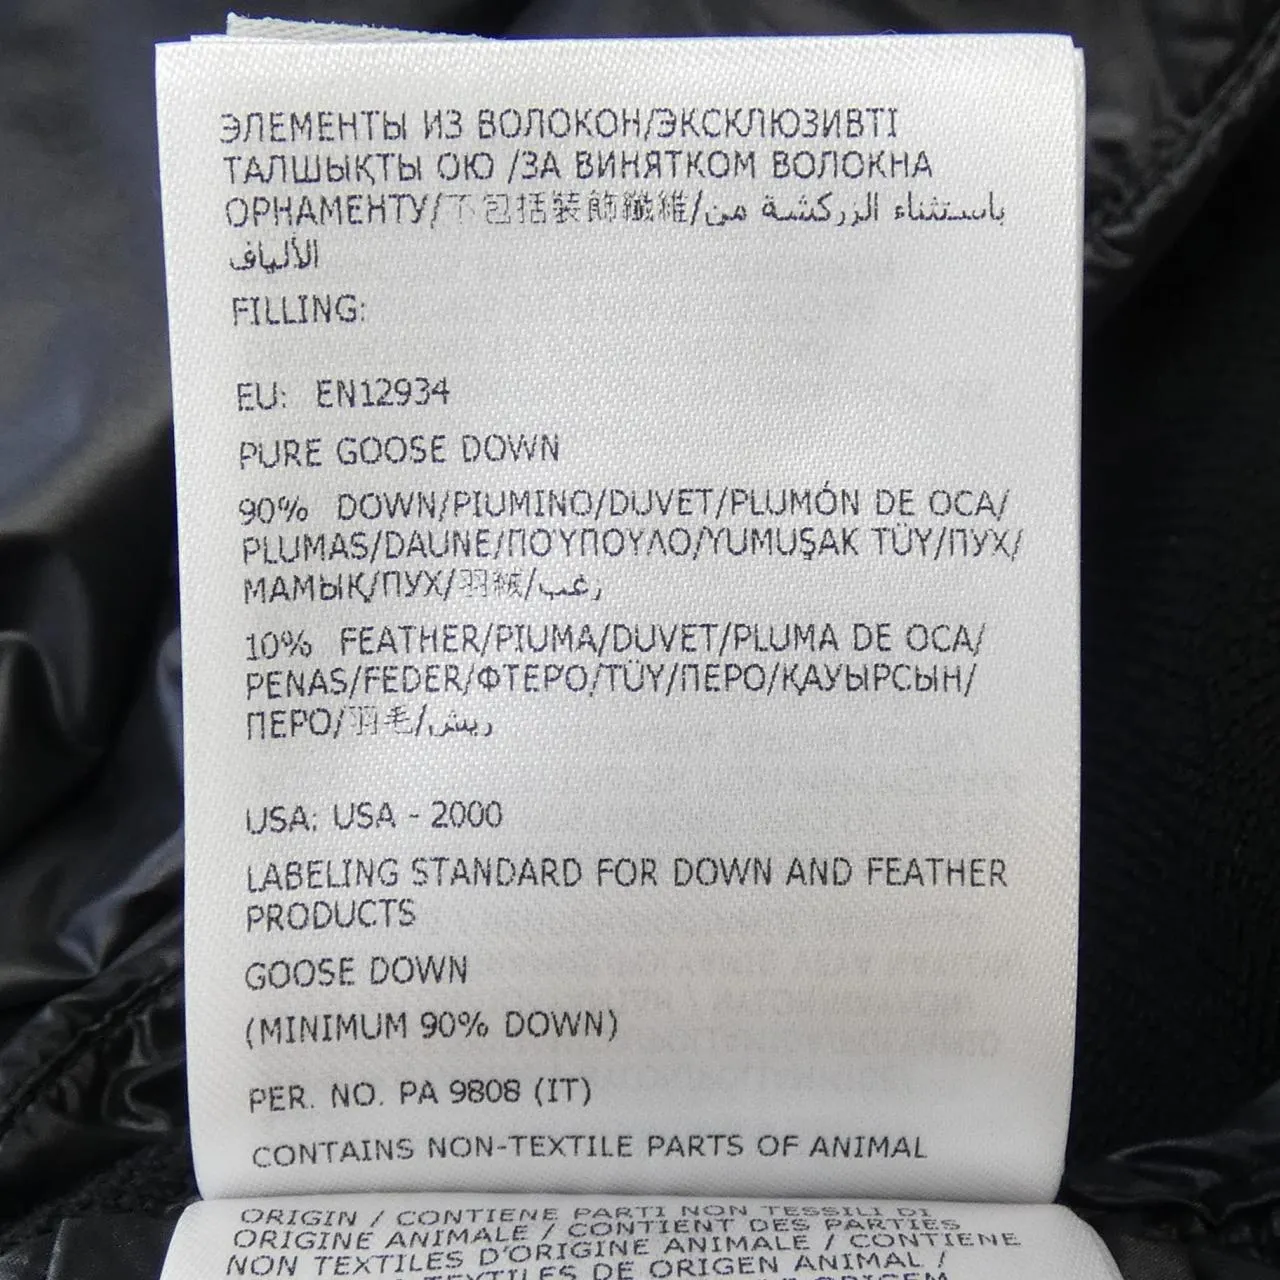 ЭЛЕМЕНТЫ ИЗ ВОЛОКОН/ЭКСКЛЮЗИВТІ
ТАЛШЫҚТЫ ОЮ /ЗА ВИНЯТКОМ ВОЛОКНА
ОРНАМЕНТУ/不包括裝飾纖維/باستثناء الزركشة من
الألياف
FILLING:
EU: EN12934
PURE GOOSE DOWN
90% DOWN/PIUMINO/DUVET/PLUMÓN DE OCA/
PLUMAS/DAUNE/ΠΟΎΠΟΥΛΟ/YUMUŞAK TÜY/ПУХ/
МАМЫҚ/ПУХ/羽絨/زغب
10% FEATHER/PIUMA/DUVET/PLUMA DE OCA/
PENAS/FEDER/ΦΤΕΡΌ/TÜY/ПЕРО/ҚАУЫРСЫН/
ПЕРО/羽毛/ريش
USA: USA - 2000
LABELING STANDARD FOR DOWN AND FEATHER
PRODUCTS
GOOSE DOWN
(MINIMUM 90% DOWN)
PER. NO. PA 9808 (IT)
CONTAINS NON-TEXTILE PARTS OF ANIMAL
ORIGIN / CONTIENE PARTI NON TESSILI DI
ORIGINE ANIMALE / CONTIENT DES PARTIES
NON TEXTILES D'ORIGINE ANIMALE / CONTIENE
TEXTILES DE ORIGEN ANIMAL /